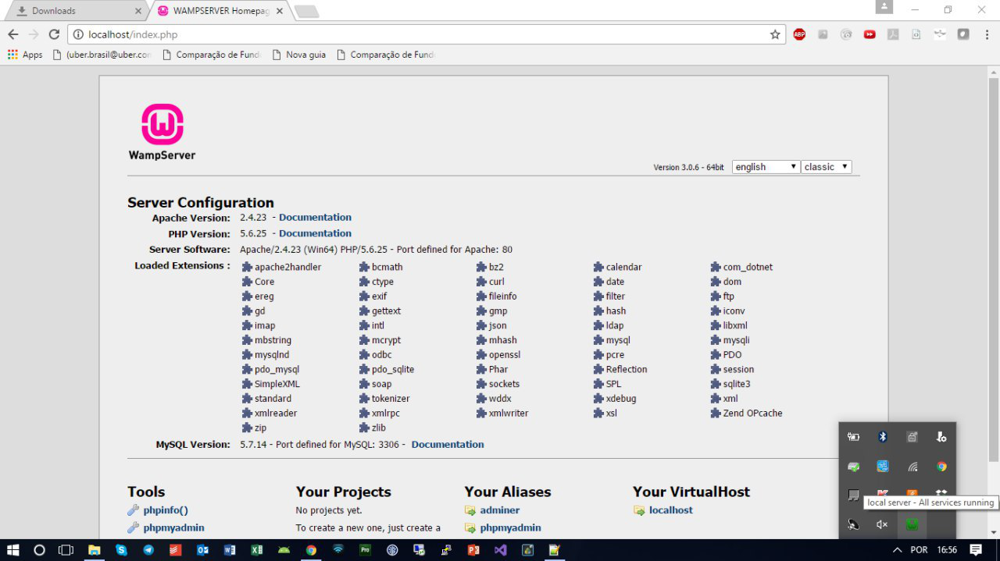 Downloads
WAMPSERVER Homepag
localhost/index.php
ABP
Apps
(uber.brasil@uber.con
Comparação de Fund
Nova guia
Comparação de Fund
WampServer
Version 3.0.6 - 64bit english classic
Server Configuration
Apache Version: 2.4.23 - Documentation
PHP Version: 5.6.25 - Documentation
Server Software: Apache/2.4.23 (Win64) PHP/5.6.25 - Port defined for Apache: 80
Loaded Extensions : apache2handler bcmath bz2 calendar com_dotnet
Core ctype curl date dom
ereg exif fileinfo filter ftp
gd gettext gmp hash iconv
imap intl json ldap libxml
mbstring mcrypt mhash mysql mysqli
mysqlnd odbc openssl pcre PDO
pdo_mysql pdo_sqlite Phar Reflection session
SimpleXML soap sockets SPL sqlite3
standard tokenizer wddx xdebug xml
xmlreader xmlrpc xmlwriter xsl Zend OPcache
zip zlib
MySQL Version: 5.7.14 - Port defined for MySQL: 3306 - Documentation
Tools
phpinfo()
phpmyadmin
Your Projects
No projects yet.
To create a new one, just create a
Your Aliases
adminer
phpmyadmin
Your VirtualHost
localhost
local server - All services running
Pro
POR 16:56